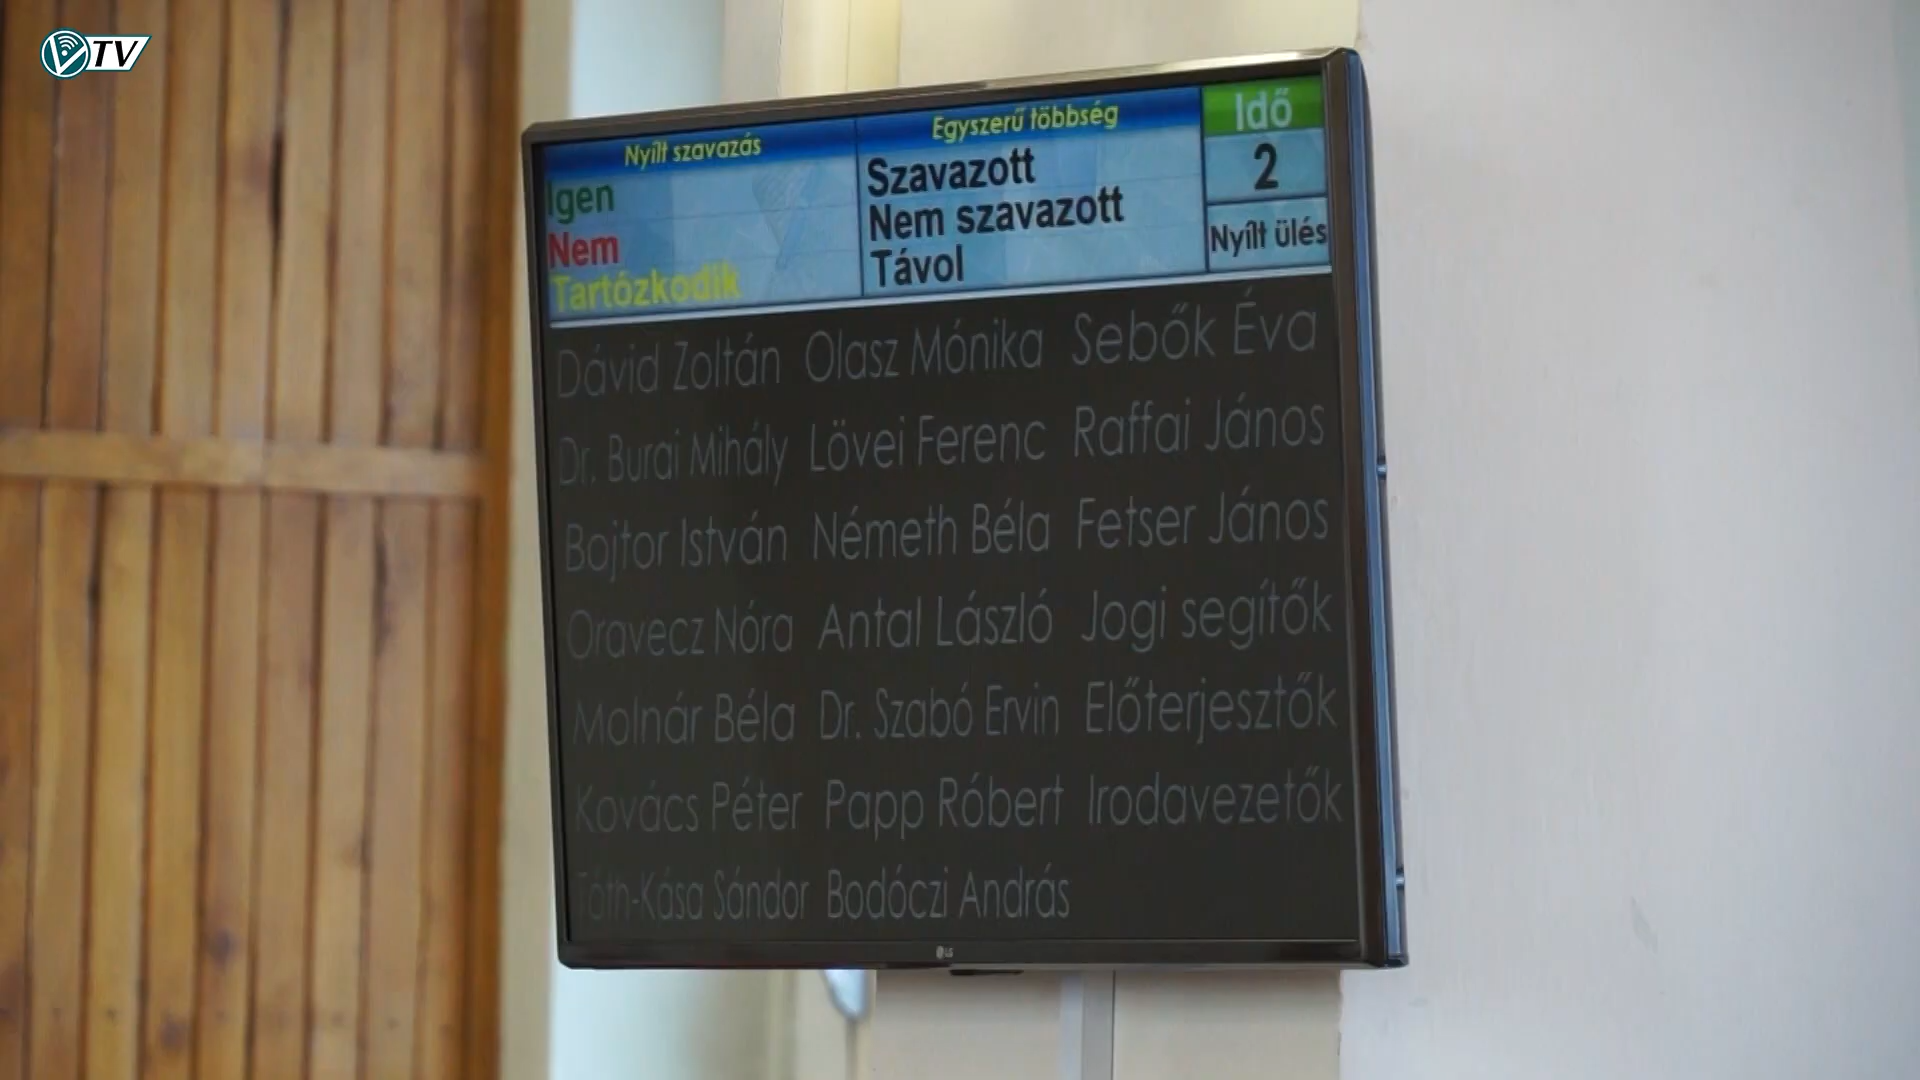 VTV
Nyílt szavazás
Igen
Nem
Tartózkodik
Egyszerű többség
Szavazott
Nem szavazott
Távol
Idő
2
Nyílt ülés
Dávid Zoltán Olasz Mónika Sebők Éva
Dr. Burai Mihály Lövei Ferenc Raffai János
Bojtor István Németh Béla Fetser János
Oravecz Nóra Antal László Jogi segítők
Molnár Béla Dr. Szabó Ervin Előterjesztők
Kovács Péter Papp Róbert Irodavezetők
Tóth-Kása Sándor Bodóczi András
LG